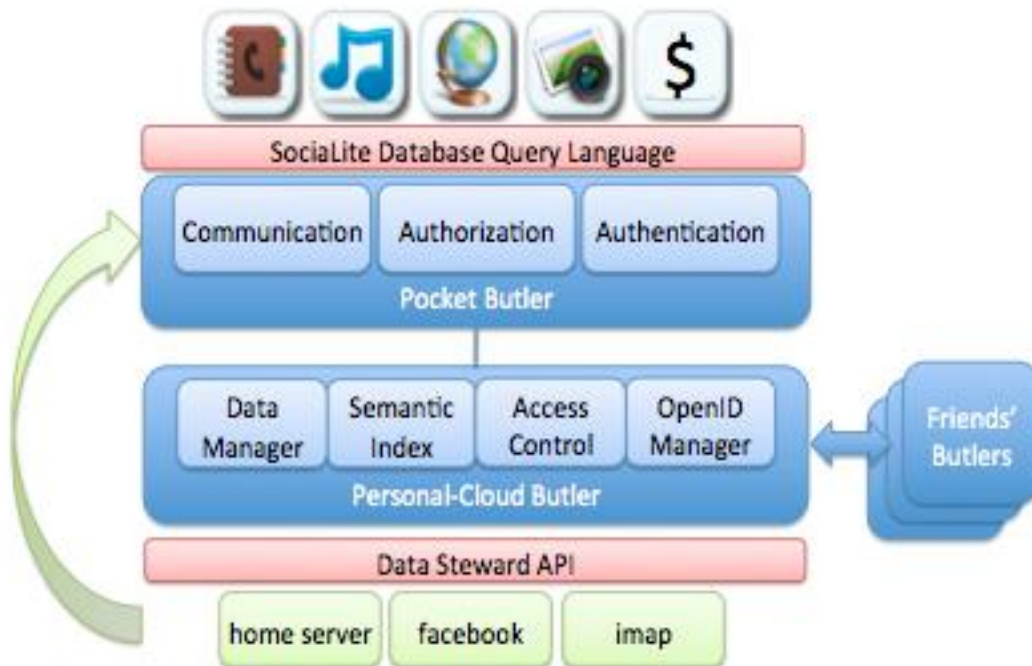 $
SociaLite Database Query Language
Communication
Authorization
Authentication
Pocket Butler
Data
Manager
Semantic
Index
Access
Control
OpenID
Manager
Personal-Cloud Butler
Friends'
Butlers
Data Steward API
home server
facebook
imap